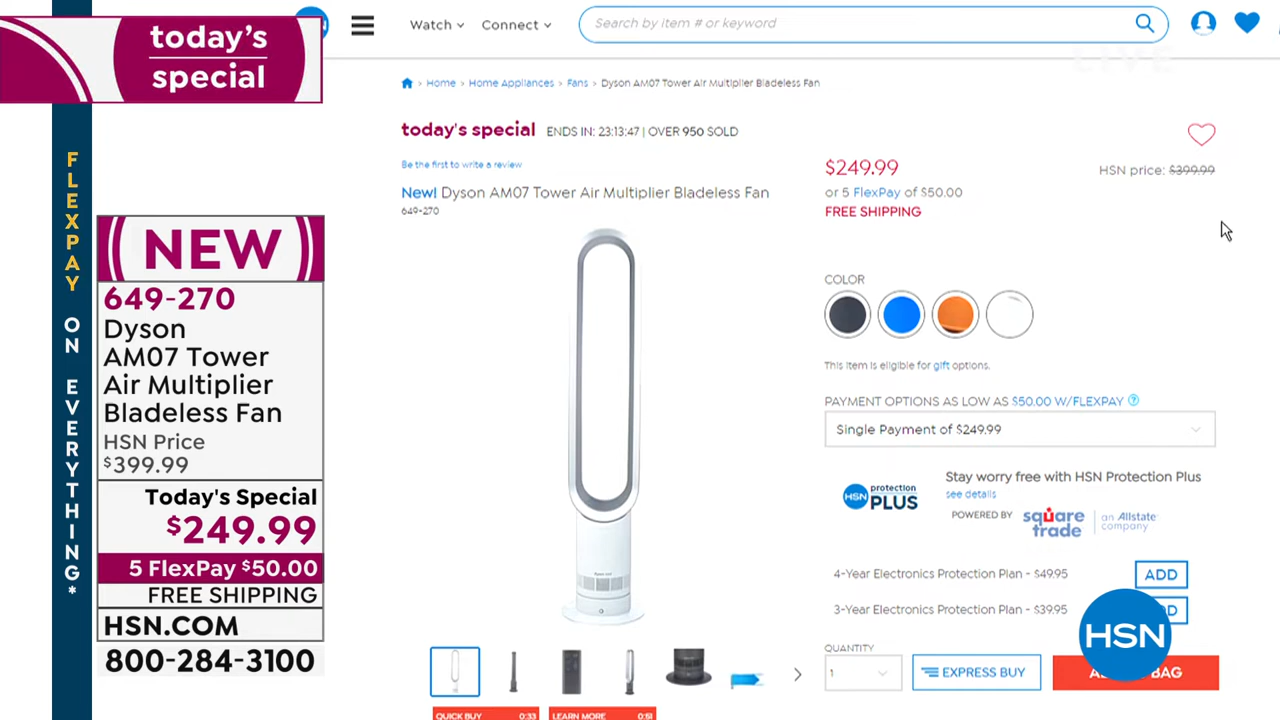 today's
special
FLEXPAY ON EVERYTHING*
NEW
649-270
Dyson
AM07 Tower
Air Multiplier
Bladeless Fan
HSN Price
$399.99
Today's Special
$249.99
5 FlexPay $50.00
FREE SHIPPING
HSN.COM
800-284-3100
Watch
Connect
Search by item # or keyword
LIVE
Home > Home Appliances > Fans > Dyson AM07 Tower Air Multiplier Bladeless Fan
today's special ENDS IN: 23:13:47 | OVER 950 SOLD
Be the first to write a review
New! Dyson AM07 Tower Air Multiplier Bladeless Fan
649-270
$249.99
HSN price: $399.99
or 5 FlexPay of $50.00
FREE SHIPPING
COLOR
This item is eligible for gift options.
PAYMENT OPTIONS AS LOW AS $50.00 W/FLEXPAY ?
Single Payment of $249.99
HSN protection PLUS
Stay worry free with HSN Protection Plus
see details
POWERED BY square trade | an Allstate company
4-Year Electronics Protection Plan - $49.95
ADD
3-Year Electronics Protection Plan - $39.95
HSN
QUANTITY
1
EXPRESS BUY
BAG
QUICK BUY 0:33
LEARN MORE 0:51